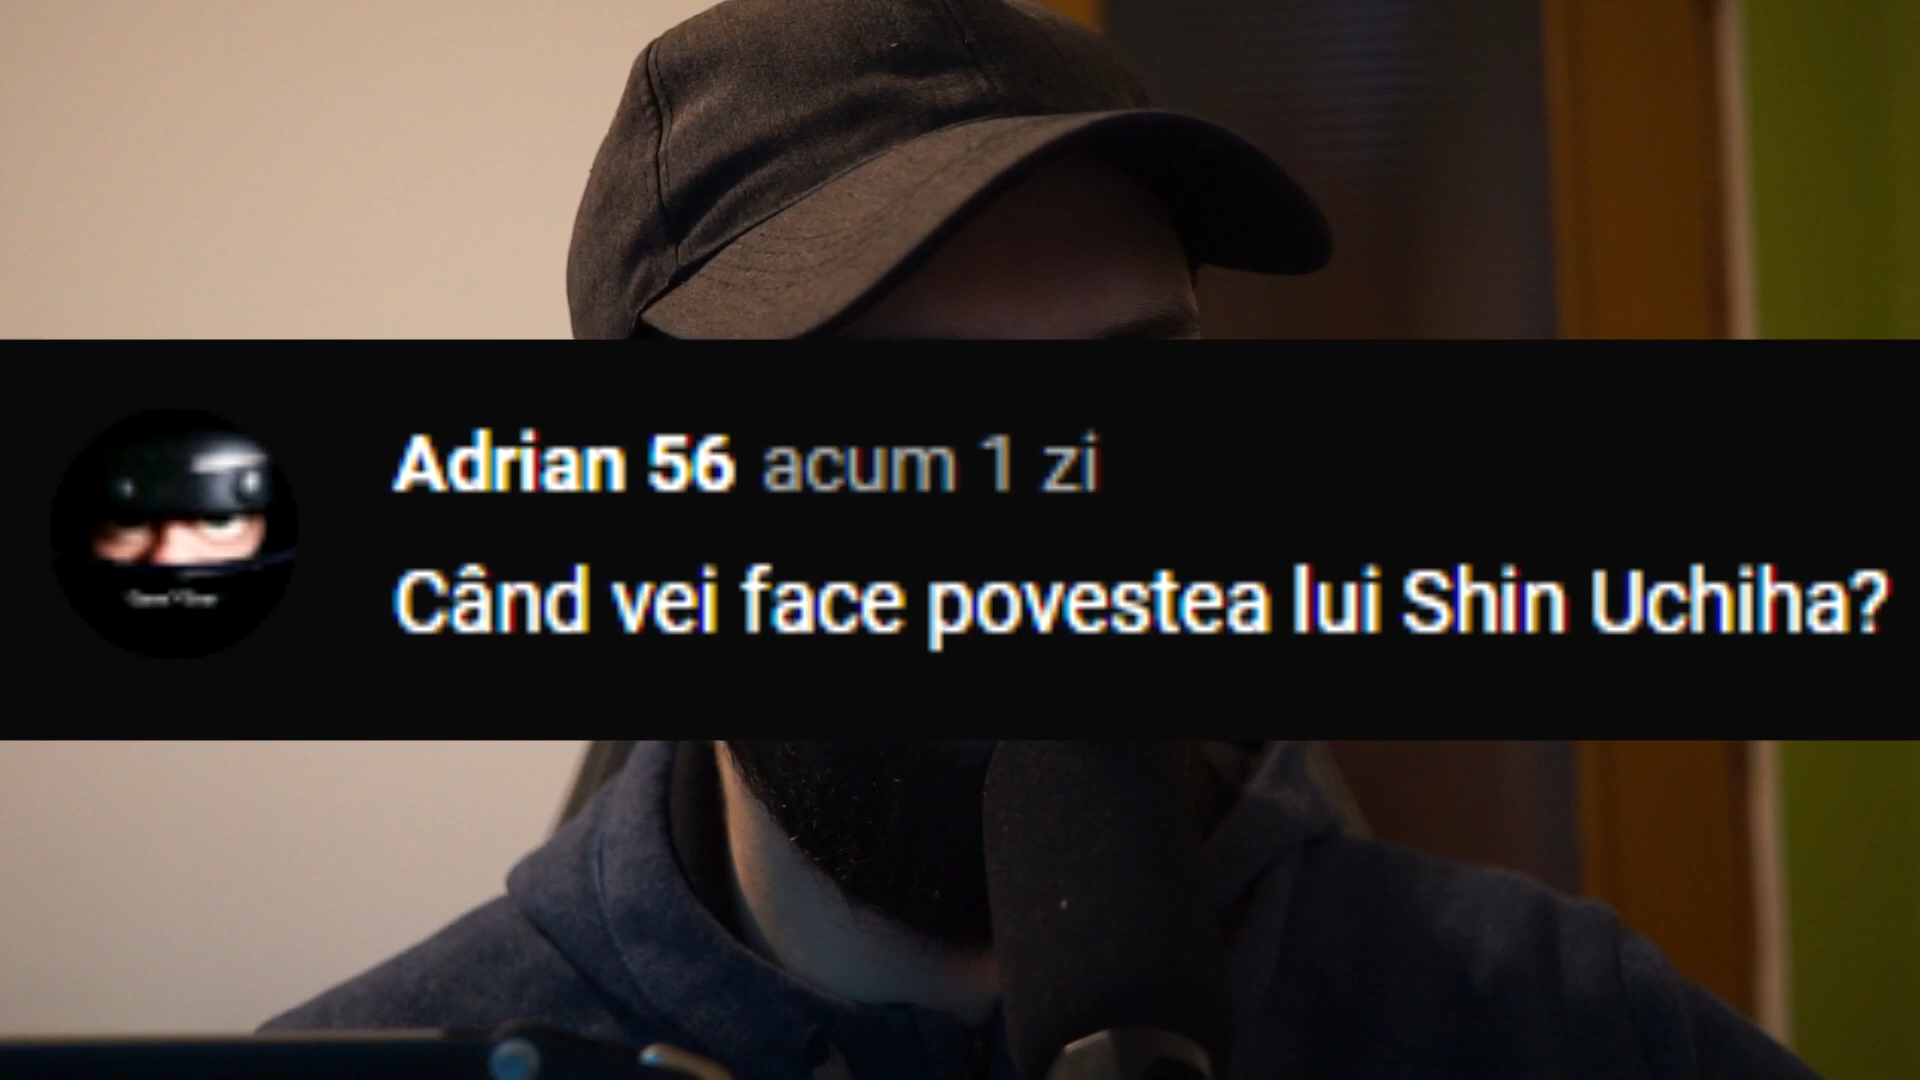 Adrian 56 acum 1 zi
Când vei face povestea lui Shin Uchiha?